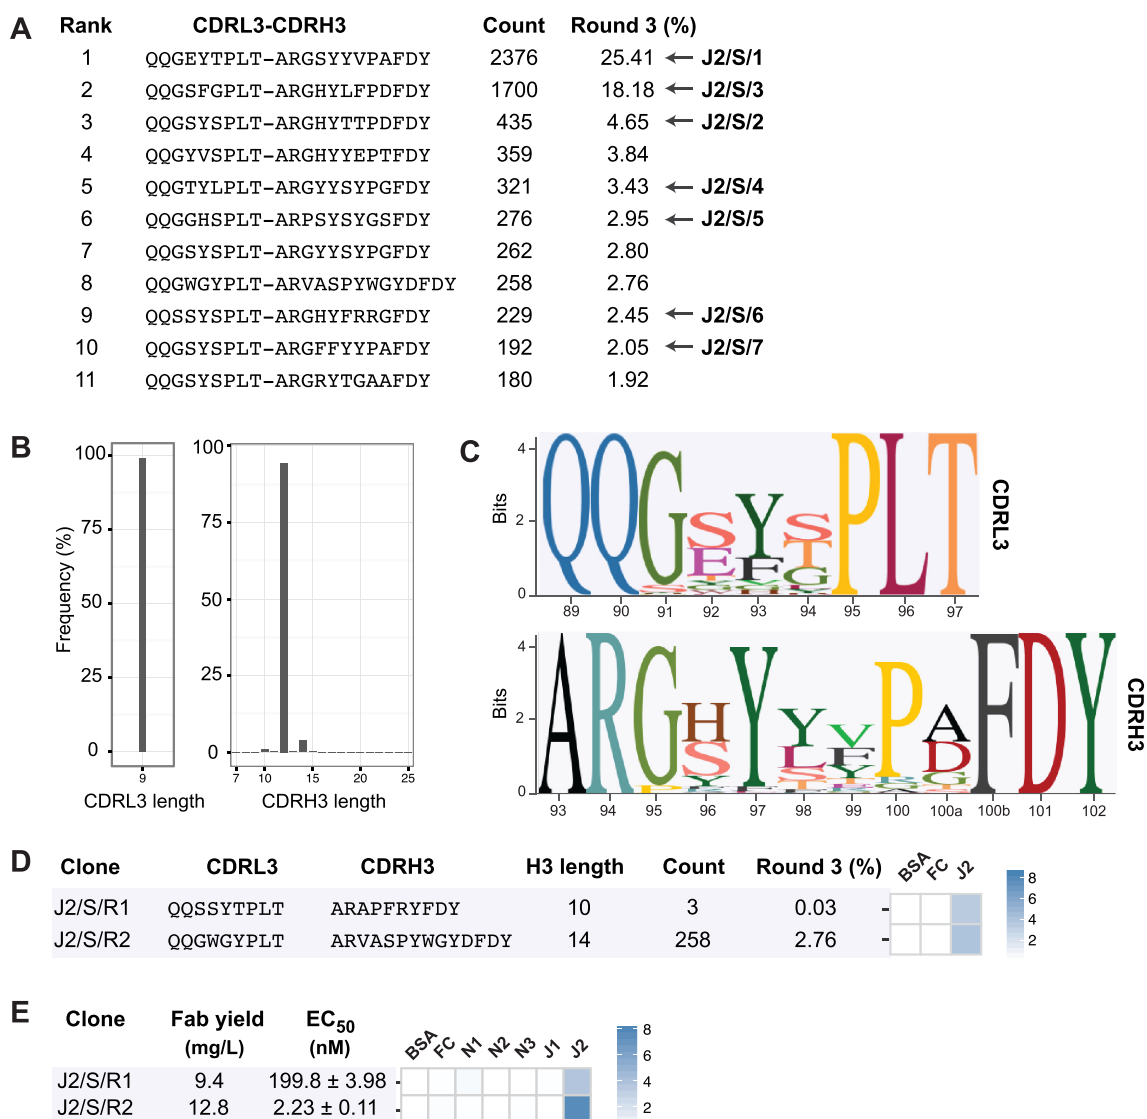 A Rank CDRL3-CDRH3 Count Round 3 (%)
1 QQGEYTPLT-ARGSYYVPAFDY 2376 25.41 ← J2/S/1
2 QQGSFGPLT-ARGHYLFPDFDY 1700 18.18 ← J2/S/3
3 QQGSYSPLT-ARGHYTTPDFDY 435 4.65 ← J2/S/2
4 QQGYVSPLT-ARGHYYEPTFDY 359 3.84
5 QQGTYLPLT-ARGYYSYPGFDY 321 3.43 ← J2/S/4
6 QQGGHSPLT-ARPSYSYGSFDY 276 2.95 ← J2/S/5
7 QQGSYSPLT-ARGYYSYPGFDY 262 2.80
8 QQGWGYPLT-ARVASPYWGYDFDY 258 2.76
9 QQSSYSPLT-ARGHYFRRGFDY 229 2.45 ← J2/S/6
10 QQGSYSPLT-ARGFFYYPAFDY 192 2.05 ← J2/S/7
11 QQGSYSPLT-ARGRYTGAAFDY 180 1.92
B
Frequency (%)
100
75
50
25
0
9
CDRL3 length
100
75
50
25
0
7 10 15 20 25
CDRH3 length
C
Bits
4
2
0
QQGSYSPLT
E F T
G
89 90 91 92 93 94 95 96 97
CDRL3
Bits
4
2
0
ARGHYYVPAFDY
S L F D
Y S Y G
93 94 95 96 97 98 99 100 100a 100b 101 102
CDRH3
D Clone CDRL3 CDRH3 H3 length Count Round 3 (%) BSA FC J2
J2/S/R1 QQSSYTPLT ARAPFRYFDY 10 3 0.03
J2/S/R2 QQGWGYPLT ARVASPYWGYDFDY 14 258 2.76
8
6
4
2
E Clone Fab yield EC50
(mg/L) (nM) BSA FC N1 N2 N3 J1 J2
J2/S/R1 9.4 199.8 ± 3.98
J2/S/R2 12.8 2.23 ± 0.11
8
6
4
2